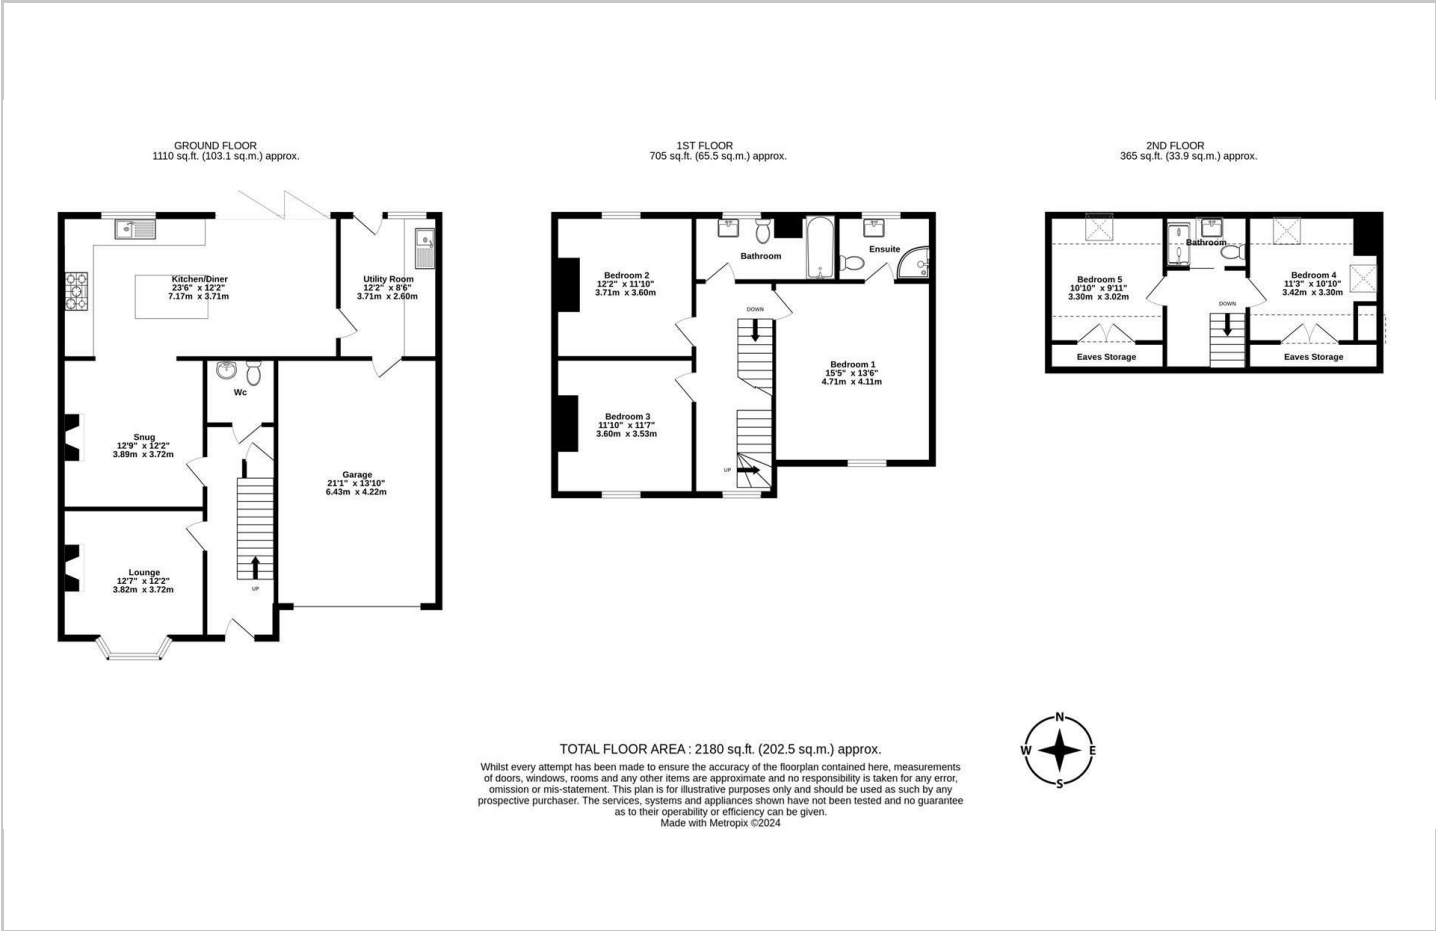 GROUND FLOOR
1110 sq.ft. (103.1 sq.m.) approx.
Kitchen/Diner
23'6" x 12'2"
7.17m x 3.71m
Utility Room
12'2" x 8'6"
3.71m x 2.60m
Wc
Snug
12'9" x 12'2"
3.89m x 3.72m
Garage
21'1" x 13'10"
6.43m x 4.22m
Lounge
12'7" x 12'2"
3.82m x 3.72m
UP
1ST FLOOR
705 sq.ft. (65.5 sq.m.) approx.
Bathroom
Ensuite
Bedroom 2
12'2" x 11'10"
3.71m x 3.60m
DOWN
Bedroom 1
15'5" x 13'6"
4.71m x 4.11m
Bedroom 3
11'10" x 11'7"
3.60m x 3.53m
UP
2ND FLOOR
365 sq.ft. (33.9 sq.m.) approx.
Bathroom
Bedroom 5
10'10" x 9'11"
3.30m x 3.02m
Bedroom 4
11'3" x 10'10"
3.42m x 3.30m
DOWN
Eaves Storage
Eaves Storage
TOTAL FLOOR AREA : 2180 sq.ft. (202.5 sq.m.) approx.
Whilst every attempt has been made to ensure the accuracy of the floorplan contained here, measurements
of doors, windows, rooms and any other items are approximate and no responsibility is taken for any error,
omission or mis-statement. This plan is for illustrative purposes only and should be used as such by any
prospective purchaser. The services, systems and appliances shown have not been tested and no guarantee
as to their operability or efficiency can be given.
Made with Metropix ©2024
N
W
E
S